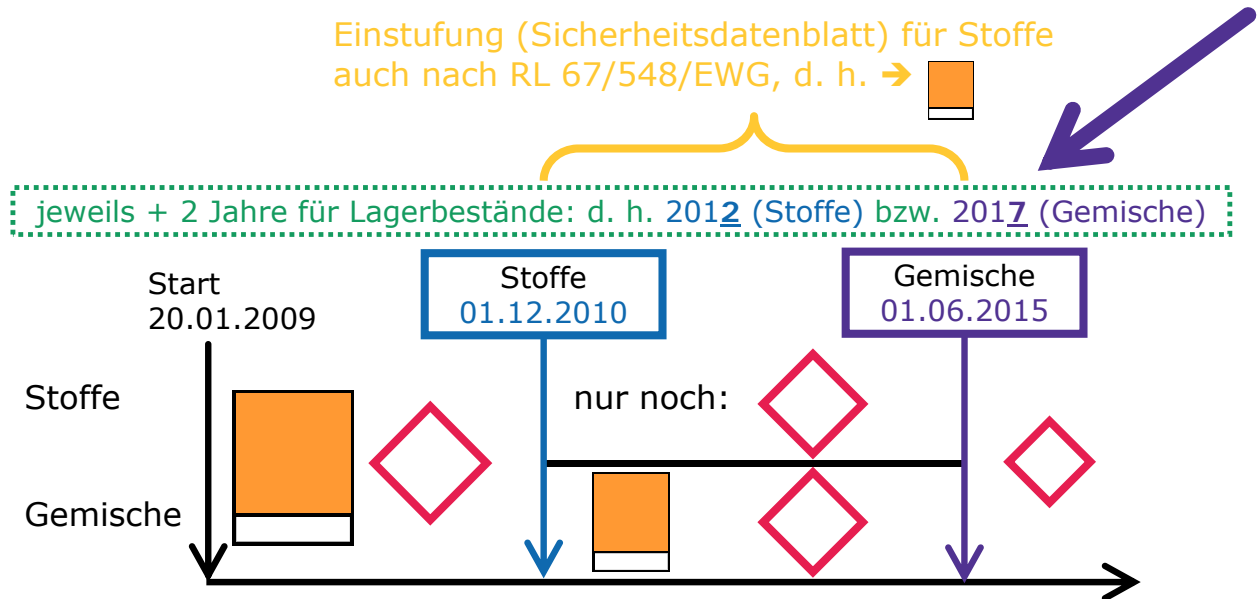 Einstufung (Sicherheitsdatenblatt) für Stoffe
auch nach RL 67/548/EWG, d. h. ➔
jeweils + 2 Jahre für Lagerbestände: d. h. 2012 (Stoffe) bzw. 2017 (Gemische)
Start
20.01.2009
Stoffe
01.12.2010
Gemische
01.06.2015
Stoffe
nur noch:
Gemische